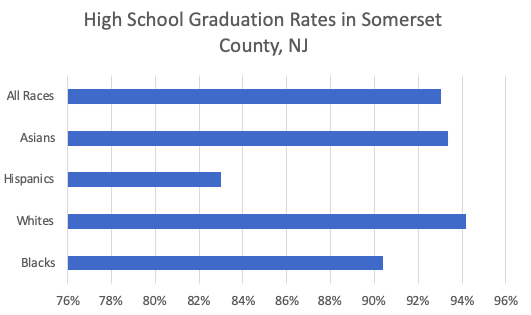 High School Graduation Rates in Somerset
County, NJ
All Races
Asians
Hispanics
Whites
Blacks
76% 78% 80% 82% 84% 86% 88% 90% 92% 94% 96%